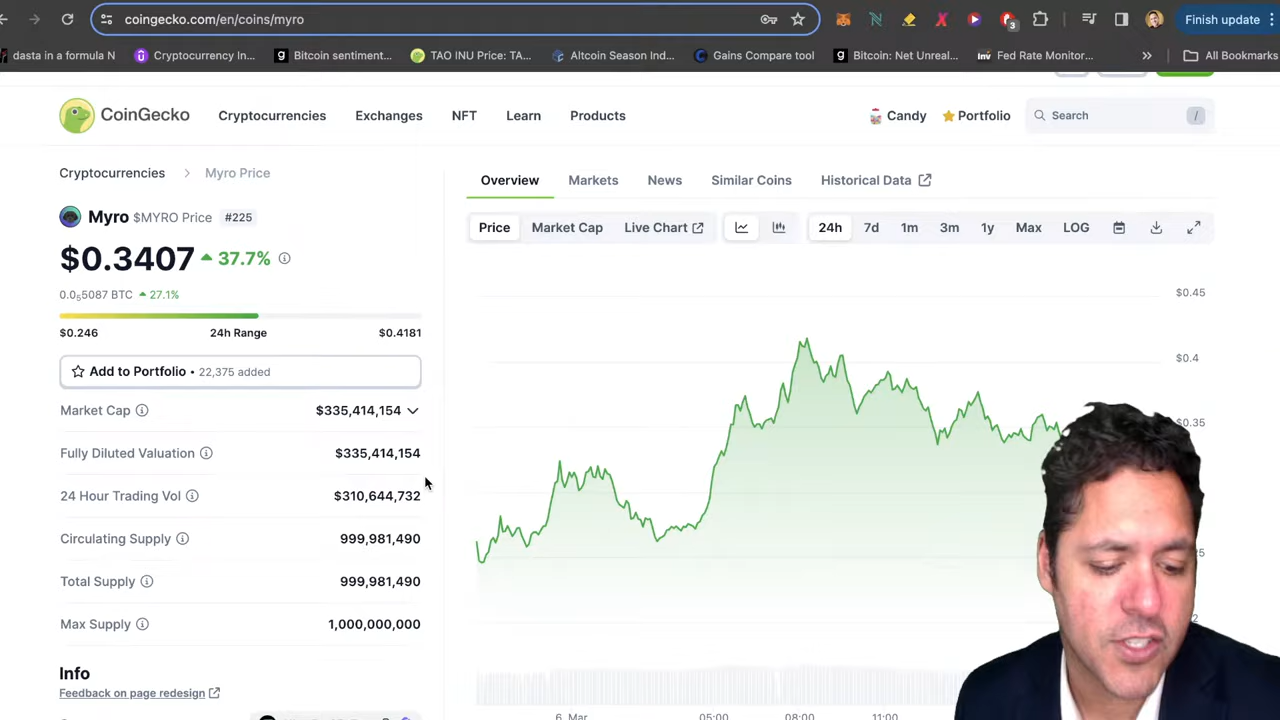 coingecko.com/en/coins/myro
3
Finish update
dasta in a formula N
Cryptocurrency In...
Bitcoin sentiment...
TAO INU Price: TA...
Altcoin Season Ind...
Gains Compare tool
Bitcoin: Net Unreal...
Fed Rate Monitor...
»
All Bookmarks
CoinGecko
Cryptocurrencies
Exchanges
NFT
Learn
Products
Candy
Portfolio
Search
/
Cryptocurrencies
Myro Price
Overview
Markets
News
Similar Coins
Historical Data
Myro $MYRO Price #225
Price
Market Cap
Live Chart
24h
7d
1m
3m
1y
Max
LOG
$0.3407 37.7%
0.0₅5087 BTC 27.1%
$0.246 24h Range $0.4181
Add to Portfolio • 22,375 added
Market Cap $335,414,154
Fully Diluted Valuation $335,414,154
24 Hour Trading Vol $310,644,732
Circulating Supply 999,981,490
Total Supply 999,981,490
Max Supply 1,000,000,000
Info
Feedback on page redesign
$0.45
$0.4
$0.35
6. Mar
05:00
08:00
11:00